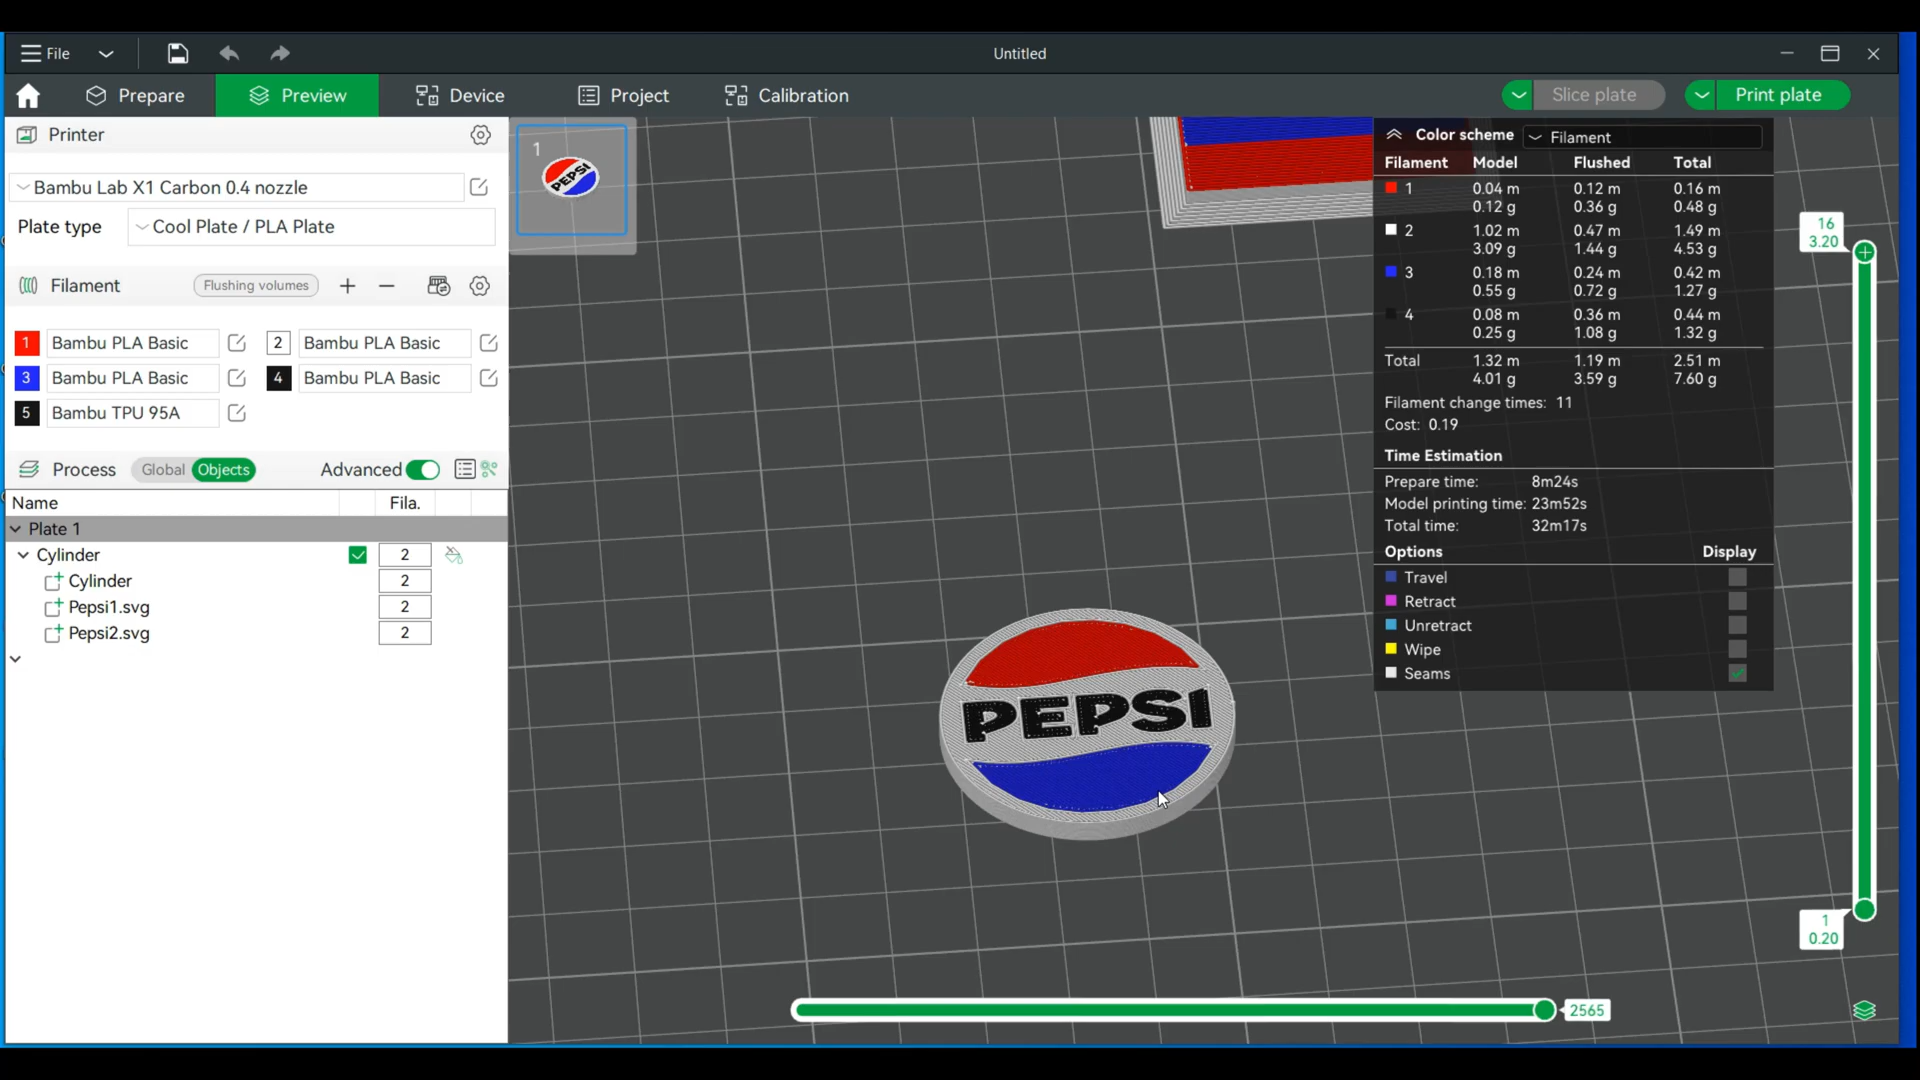 File
Untitled
Prepare
Preview
Device
Project
Calibration
Slice plate
Print plate
Printer
Bambu Lab X1 Carbon 0.4 nozzle
Plate type
Cool Plate / PLA Plate
Filament
Flushing volumes
1 Bambu PLA Basic
2 Bambu PLA Basic
3 Bambu PLA Basic
4 Bambu PLA Basic
5 Bambu TPU 95A
Process
Global
Objects
Advanced
Name Fila.
Plate 1
Cylinder 2
Cylinder 2
Pepsi1.svg 2
Pepsi2.svg 2
1
PEPSI
PEPSI
Color scheme Filament
Filament Model Flushed Total
1 0.04 m 0.12 m 0.16 m
0.12 g 0.36 g 0.48 g
2 1.02 m 0.47 m 1.49 m
3.09 g 1.44 g 4.53 g
3 0.18 m 0.24 m 0.42 m
0.55 g 0.72 g 1.27 g
4 0.08 m 0.36 m 0.44 m
0.25 g 1.08 g 1.32 g
Total 1.32 m 1.19 m 2.51 m
4.01 g 3.59 g 7.60 g
Filament change times: 11
Cost: 0.19
Time Estimation
Prepare time: 8m24s
Model printing time: 23m52s
Total time: 32m17s
Options Display
Travel
Retract
Unretract
Wipe
Seams
16
3.20
1
0.20
2565